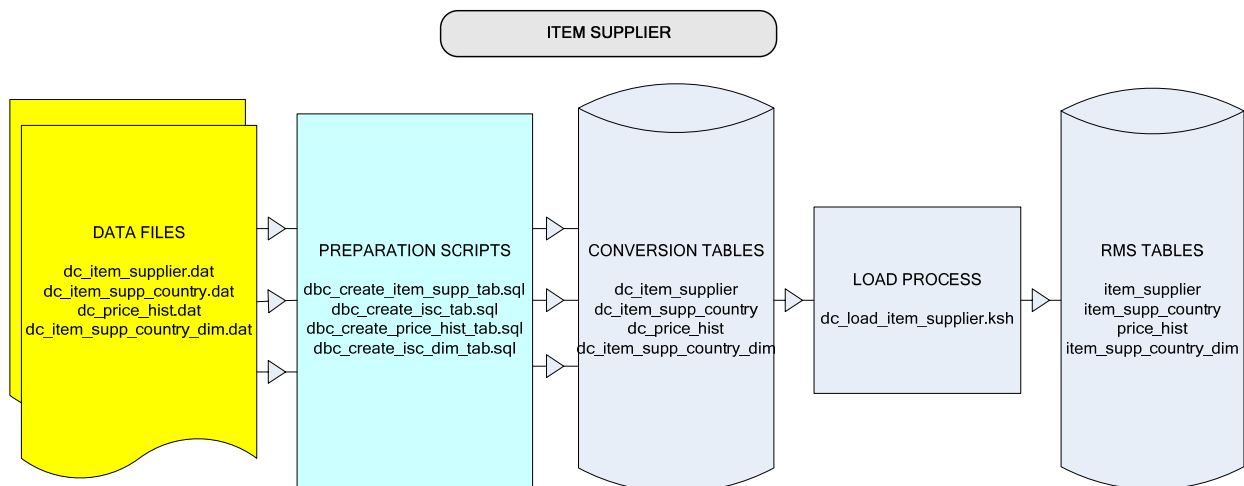 ITEM SUPPLIER
DATA FILES
dc_item_supplier.dat
dc_item_supp_country.dat
dc_price_hist.dat
dc_item_supp_country_dim.dat
PREPARATION SCRIPTS
dbc_create_item_supp_tab.sql
dbc_create_isc_tab.sql
dbc_create_price_hist_tab.sql
dbc_create_isc_dim_tab.sql
CONVERSION TABLES
dc_item_supplier
dc_item_supp_country
dc_price_hist
dc_item_supp_country_dim
LOAD PROCESS
dc_load_item_supplier.ksh
RMS TABLES
item_supplier
item_supp_country
price_hist
item_supp_country_dim